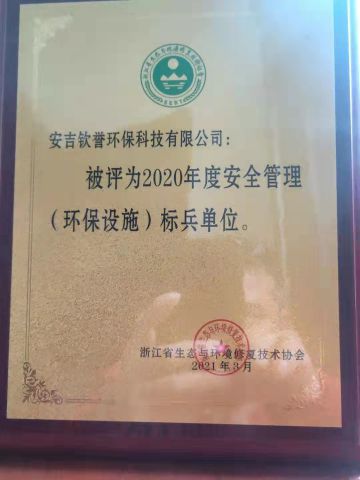 安吉钦誉环保科技有限公司：
被评为2020年度安全管理
（环保设施）标兵单位。
浙江省生态与环境修复技术协会
2021年3月